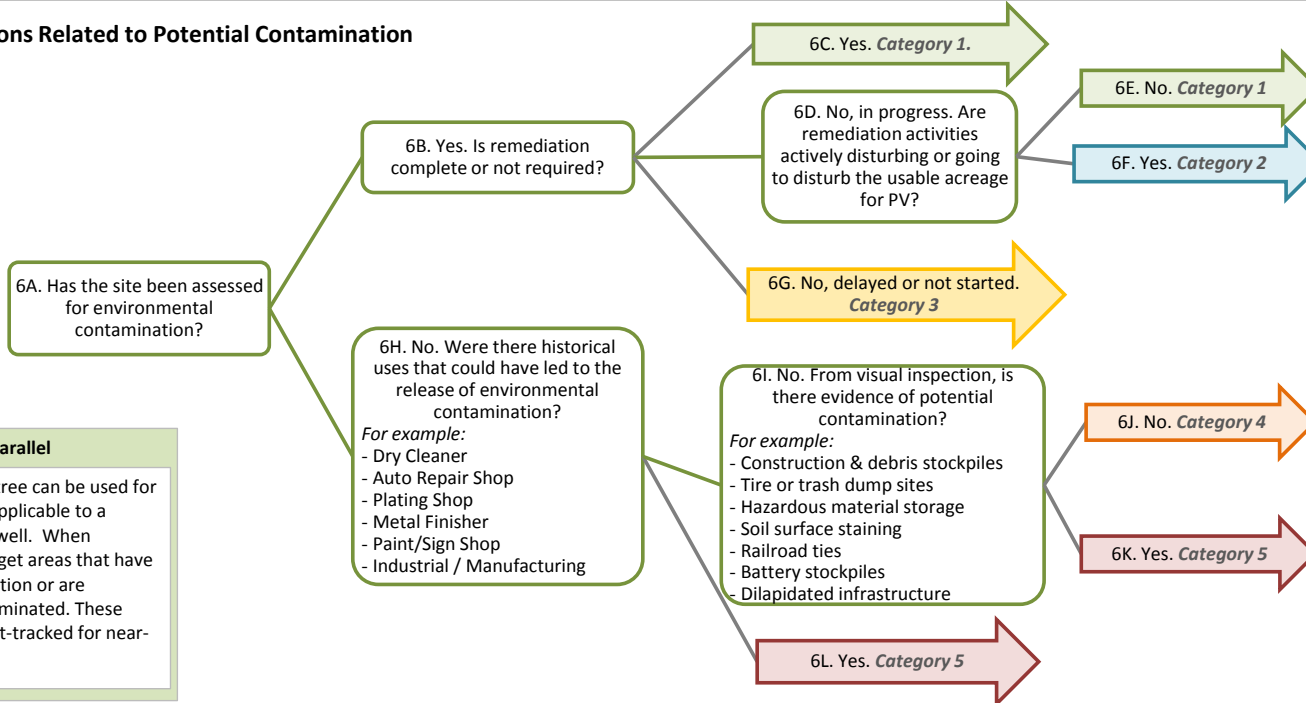 ons Related to Potential Contamination
6C. Yes. Category 1.
6E. No. Category 1
6D. No, in progress. Are
remediation activities
actively disturbing or going
to disturb the usable acreage
for PV?
6B. Yes. Is remediation
complete or not required?
6F. Yes. Category 2
6A. Has the site been assessed
for environmental
contamination?
6G. No, delayed or not started.
Category 3
6H. No. Were there historical
uses that could have led to the
release of environmental
contamination?
For example:
- Dry Cleaner
- Auto Repair Shop
- Plating Shop
- Metal Finisher
- Paint/Sign Shop
- Industrial / Manufacturing
6I. No. From visual inspection, is
there evidence of potential
contamination?
For example:
- Construction & debris stockpiles
- Tire or trash dump sites
- Hazardous material storage
- Soil surface staining
- Railroad ties
- Battery stockpiles
- Dilapidated infrastructure
6J. No. Category 4
6K. Yes. Category 5
6L. Yes. Category 5
arallel
tree can be used for
pplicable to a
well. When
get areas that have
tion or are
minated. These
t-tracked for near-